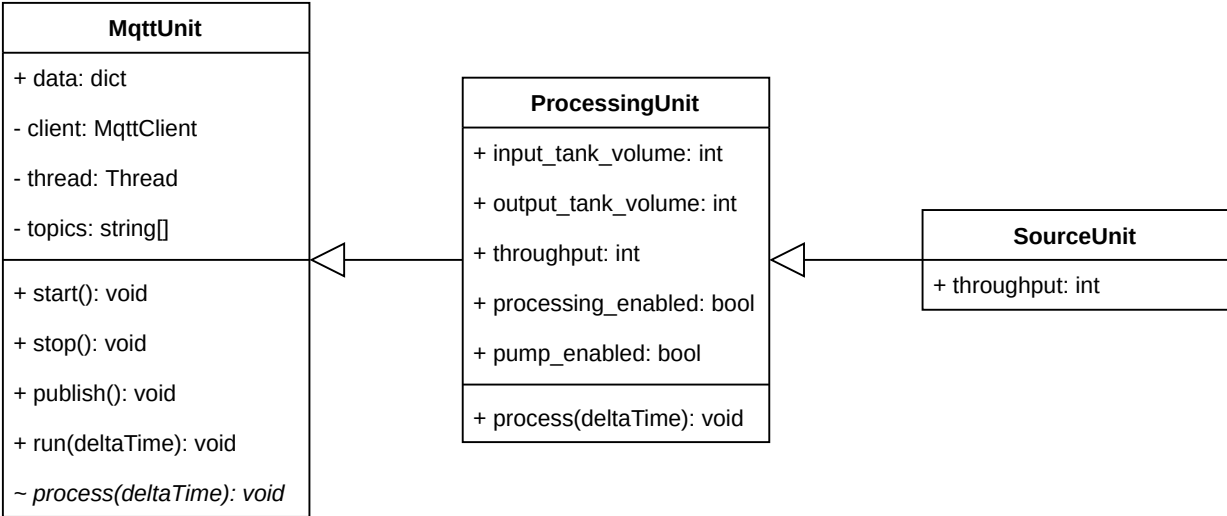 MqttUnit
+ data: dict
- client: MqttClient
- thread: Thread
- topics: string[]
+ start(): void
+ stop(): void
+ publish(): void
+ run(deltaTime): void
~ process(deltaTime): void
ProcessingUnit
+ input_tank_volume: int
+ output_tank_volume: int
+ throughput: int
+ processing_enabled: bool
+ pump_enabled: bool
+ process(deltaTime): void
SourceUnit
+ throughput: int